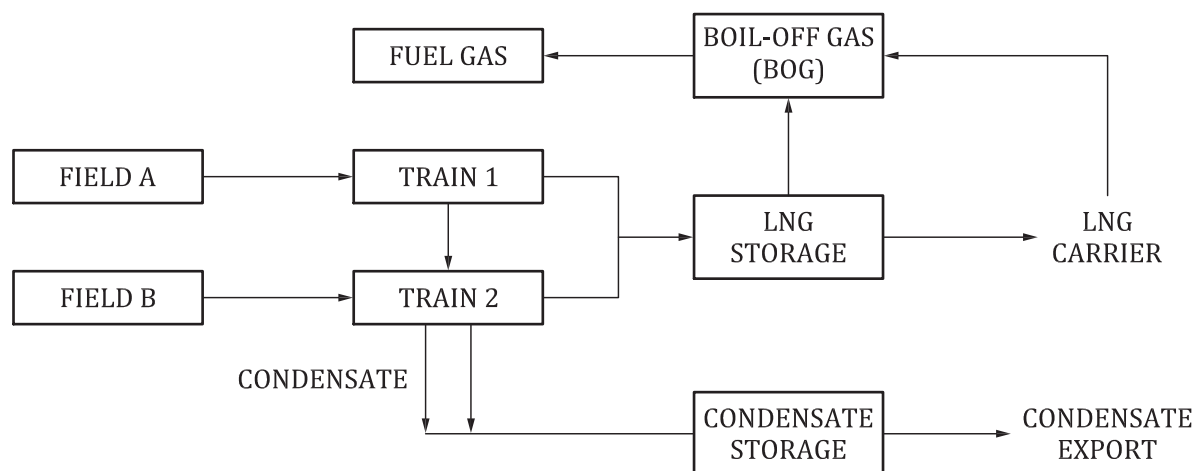 FUEL GAS
BOIL-OFF GAS
(BOG)
FIELD A
TRAIN 1
LNG
STORAGE
LNG
CARRIER
FIELD B
TRAIN 2
CONDENSATE
CONDENSATE
STORAGE
CONDENSATE
EXPORT